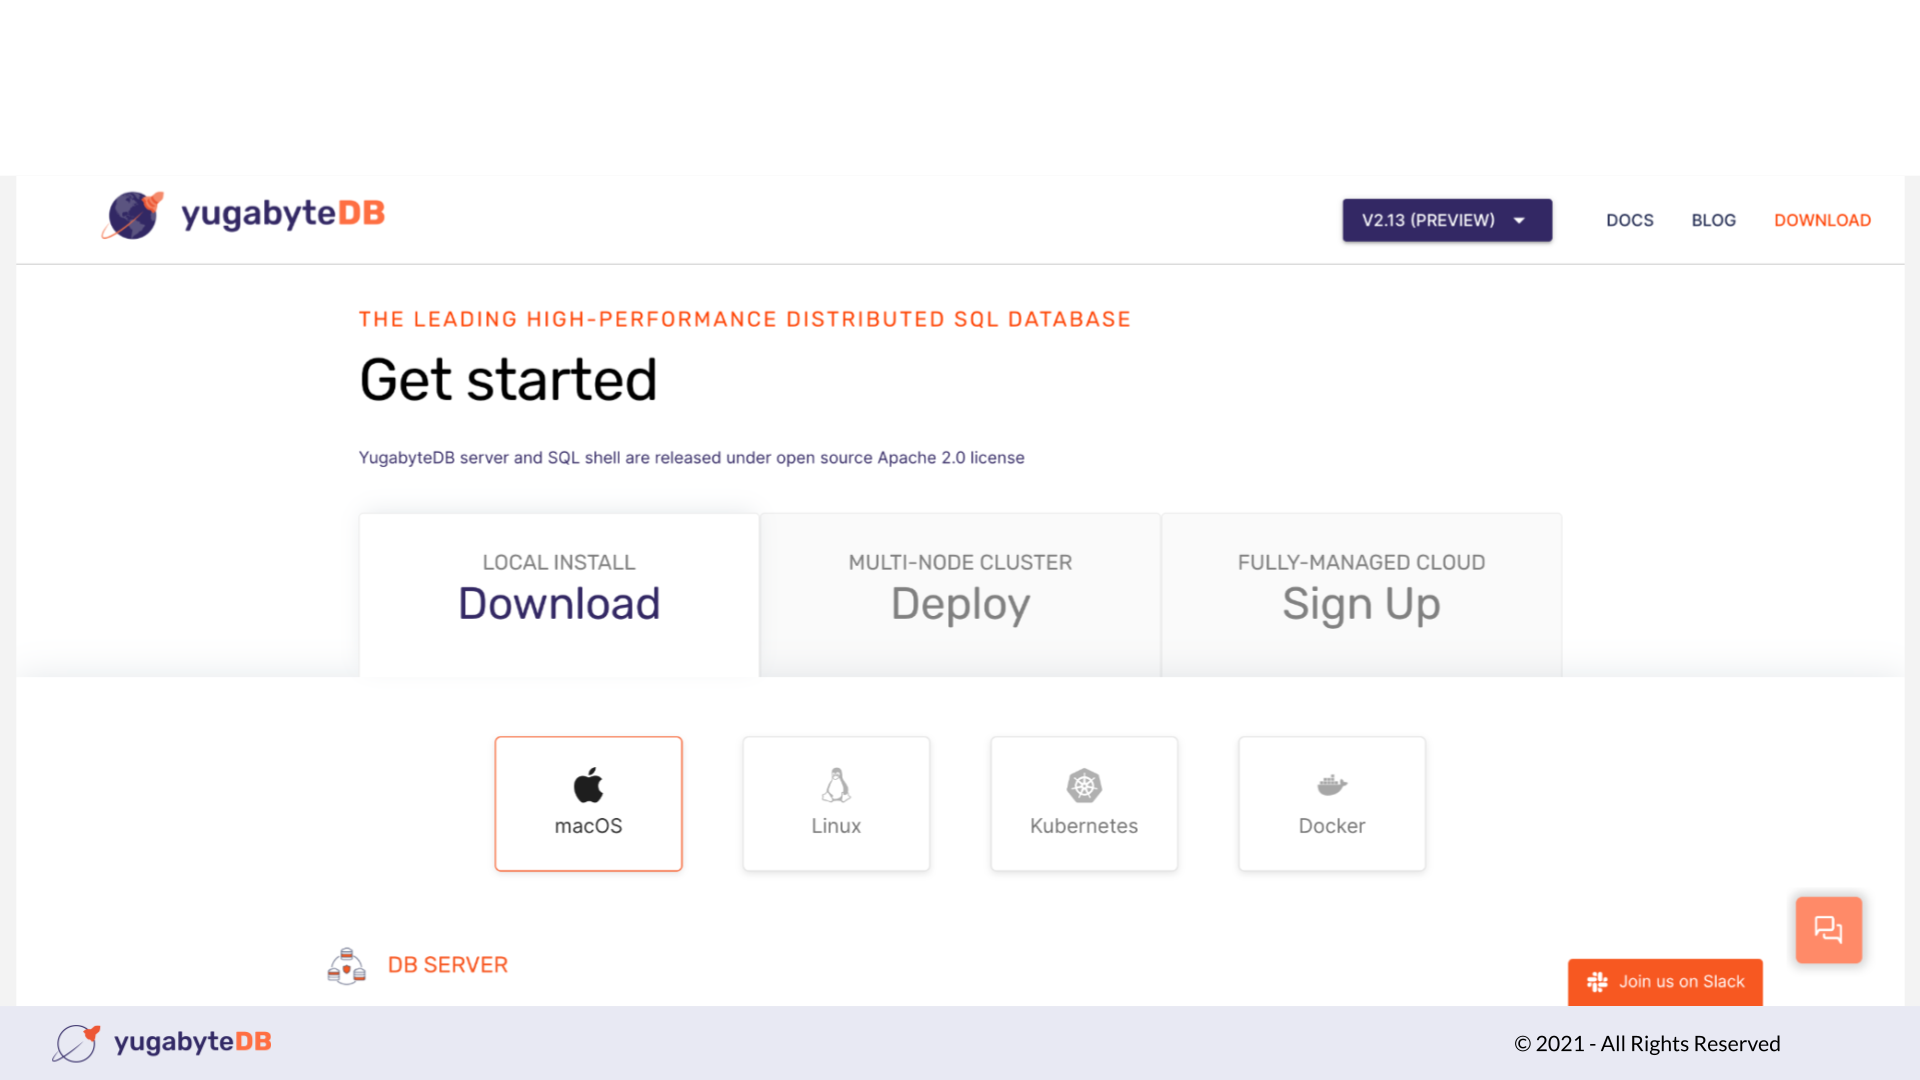 yugabyteDB
V2.13 (PREVIEW)
DOCS
BLOG
DOWNLOAD
THE LEADING HIGH-PERFORMANCE DISTRIBUTED SQL DATABASE
Get started
YugabyteDB server and SQL shell are released under open source Apache 2.0 license
LOCAL INSTALL
Download
MULTI-NODE CLUSTER
Deploy
FULLY-MANAGED CLOUD
Sign Up
macOS
Linux
Kubernetes
Docker
DB SERVER
Join us on Slack
yugabyteDB
© 2021 - All Rights Reserved